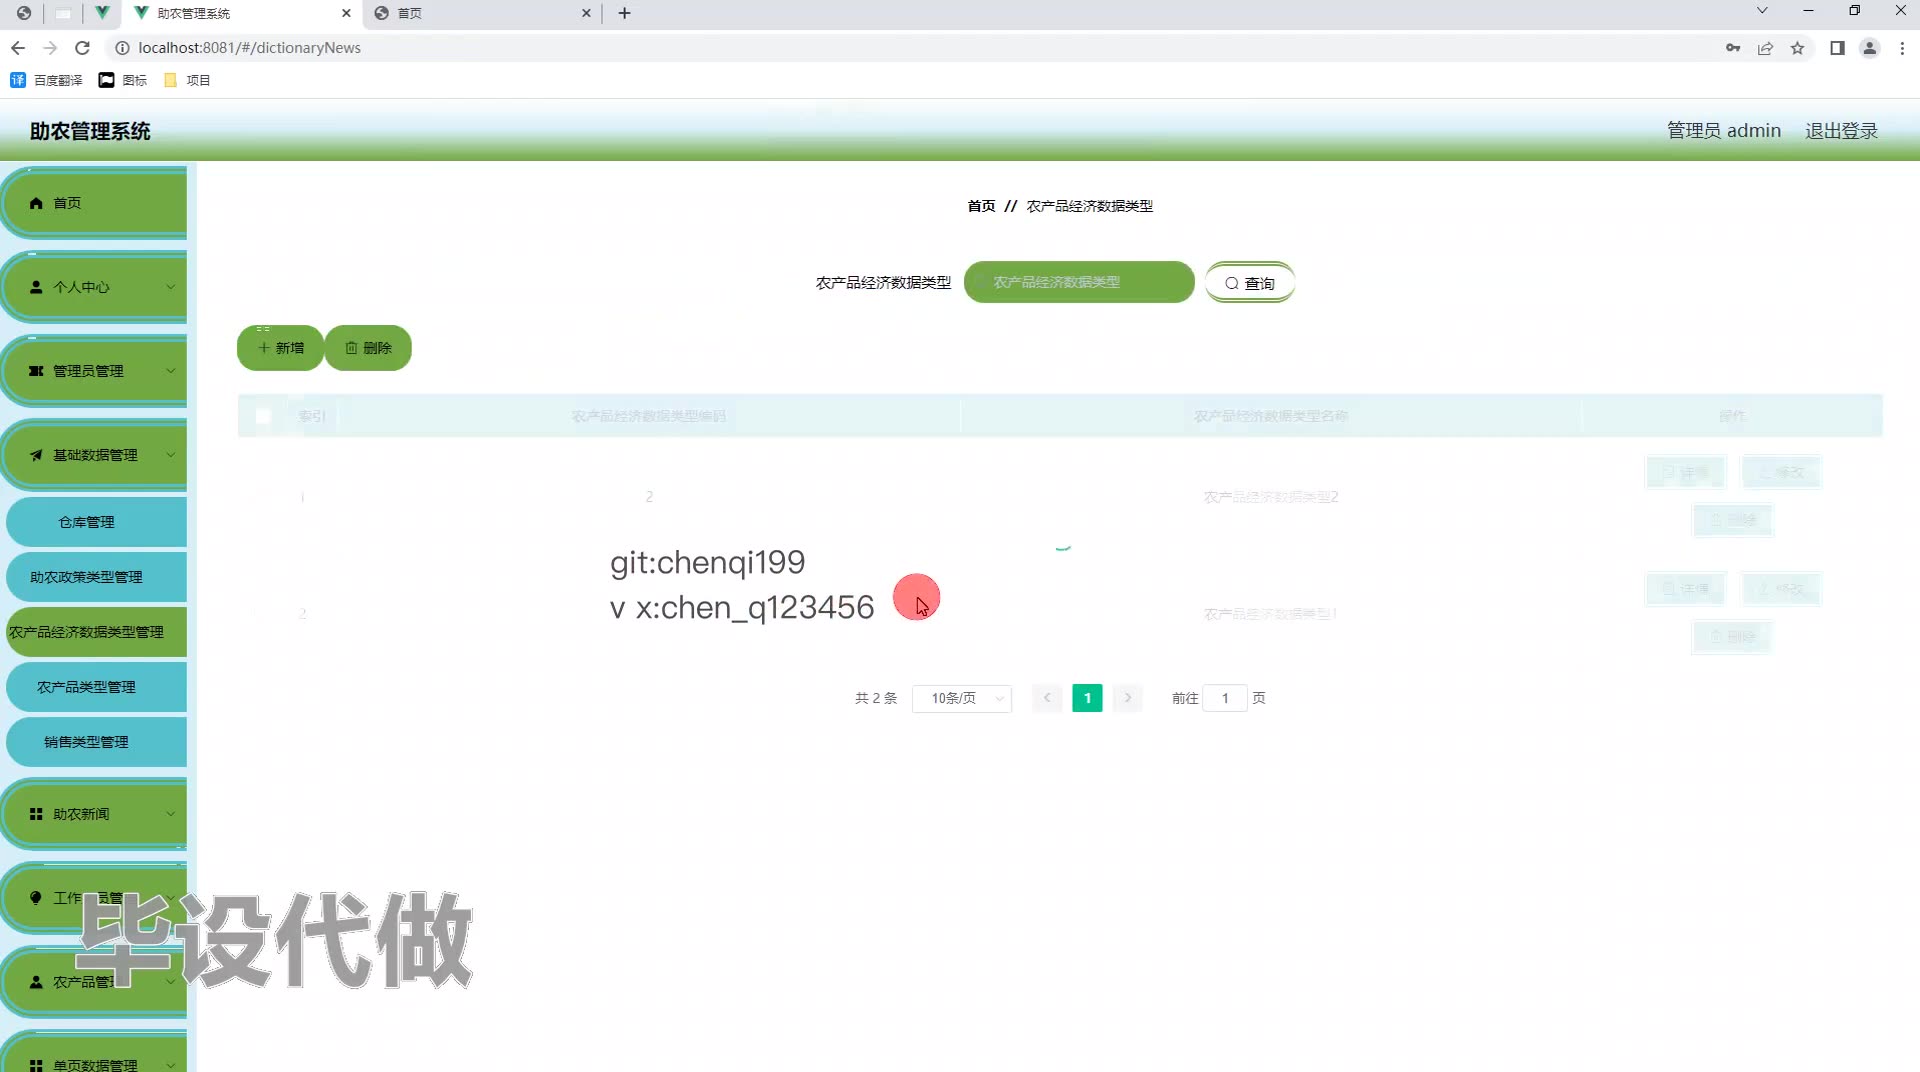 助农管理系统
首页
localhost:8081/#/dictionaryNews
百度翻译
图标
项目
助农管理系统
管理员 admin
退出登录
首页
个人中心
管理员管理
基础数据管理
仓库管理
助农政策类型管理
农产品经济数据类型管理
农产品类型管理
销售类型管理
助农新闻
农产品管
单页数据管理
首页 // 农产品经济数据类型
农产品经济数据类型
农产品经济数据类型
查询
新增
删除
索引
农产品经济数据类型编码
农产品经济数据类型名称
操作
1
2
农产品经济数据类型2
详情
修改
删除
2
农产品经济数据类型1
详情
修改
删除
git:chenqi199
v x:chen_q123456
共 2 条
10条/页
1
前往
1
页
毕设代做